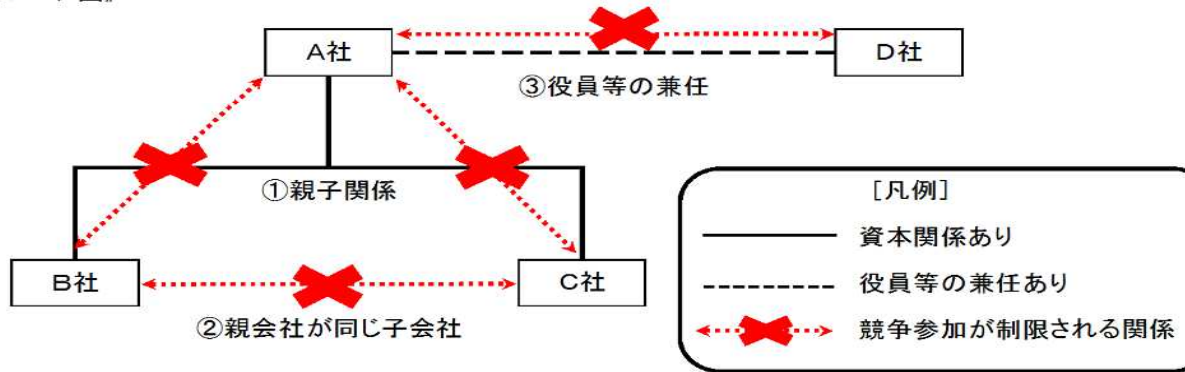 A社
D社
③役員等の兼任
①親子関係
B社
C社
②親会社が同じ子会社
[凡例]
資本関係あり
役員等の兼任あり
競争参加が制限される関係